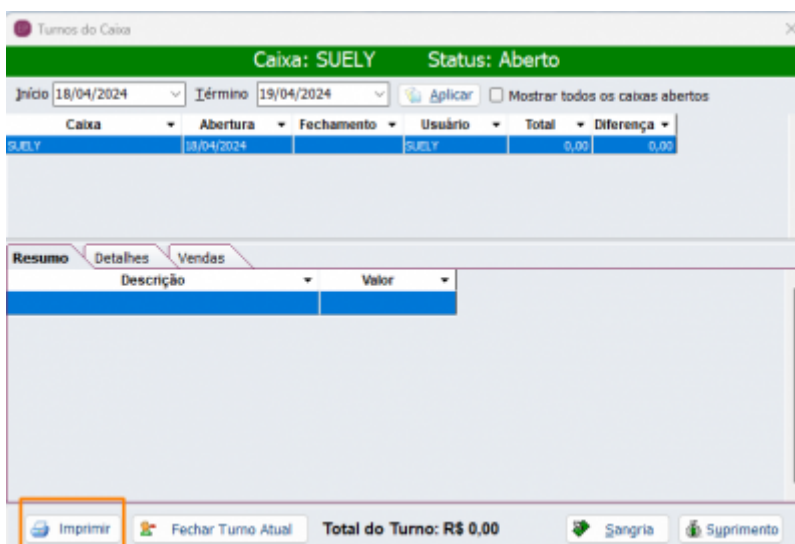 Turnos do Caixa
Caixa: SUELY Status: Aberto
Início 18/04/2024 Término 19/04/2024 Aplicar Mostrar todos os caixas abertos
Caixa Abertura Fechamento Usuário Total Diferença
SUELY 18/04/2024 SUELY 0,00 0,00
Resumo Detalhes Vendas
Descrição Valor
Imprimir Fechar Turno Atual Total do Turno: R$ 0,00 Sangria Suprimento